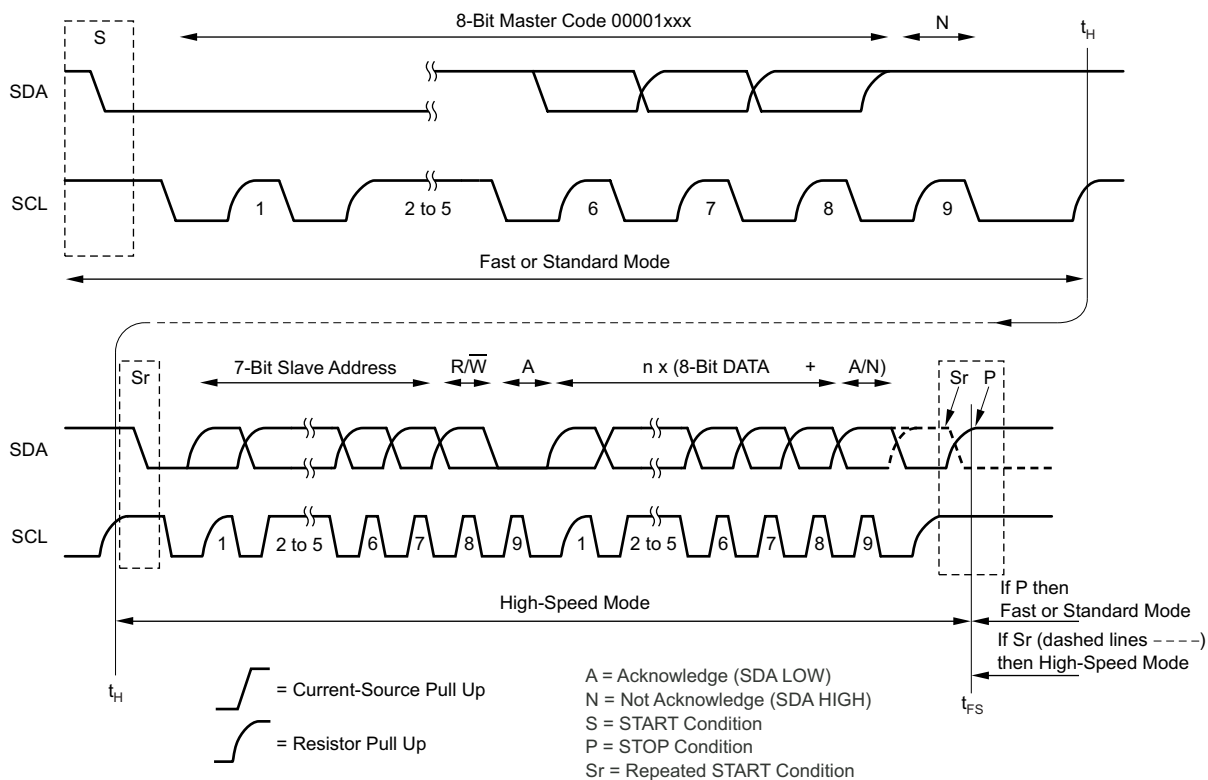 8-Bit Master Code 00001xxx
N
tH
S
SDA
SCL
1
2 to 5
6
7
8
9
Fast or Standard Mode
Sr
7-Bit Slave Address
R/W̅
A
n x (8-Bit DATA
+
A/N)
Sr
P
SDA
SCL
1
2 to 5
6
7
8
9
1
2 to 5
6
7
8
9
High-Speed Mode
If P then
Fast or Standard Mode
If Sr (dashed lines ----)
then High-Speed Mode
tH
tFS
= Current-Source Pull Up
= Resistor Pull Up
A = Acknowledge (SDA LOW)
N = Not Acknowledge (SDA HIGH)
S = START Condition
P = STOP Condition
Sr = Repeated START Condition